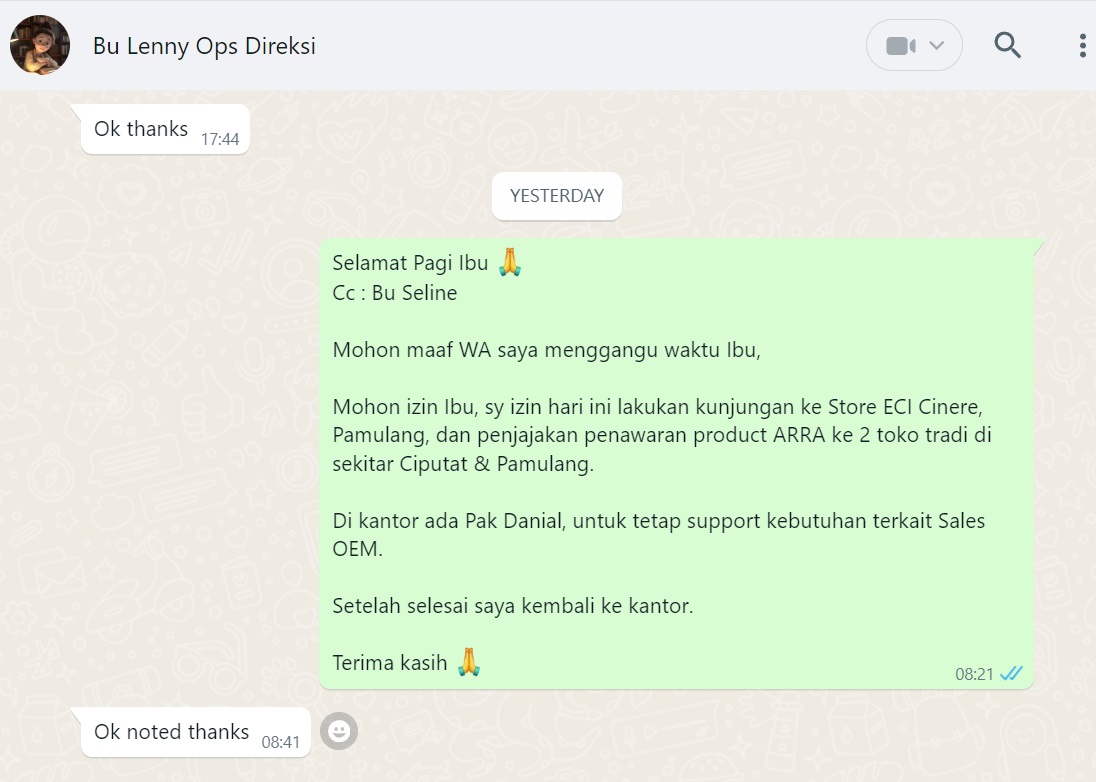 Bu Lenny Ops Direksi
Ok thanks
17:44
YESTERDAY
Selamat Pagi Ibu 🙏
Cc : Bu Seline
Mohon maaf WA saya menggangu waktu Ibu,
Mohon izin Ibu, sy izin hari ini lakukan kunjungan ke Store ECI Cinere,
Pamulang, dan penjajakan penawaran product ARRA ke 2 toko tradi di
sekitar Ciputat & Pamulang.
Di kantor ada Pak Danial, untuk tetap support kebutuhan terkait Sales
OEM.
Setelah selesai saya kembali ke kantor.
Terima kasih 🙏
08:21
Ok noted thanks
08:41